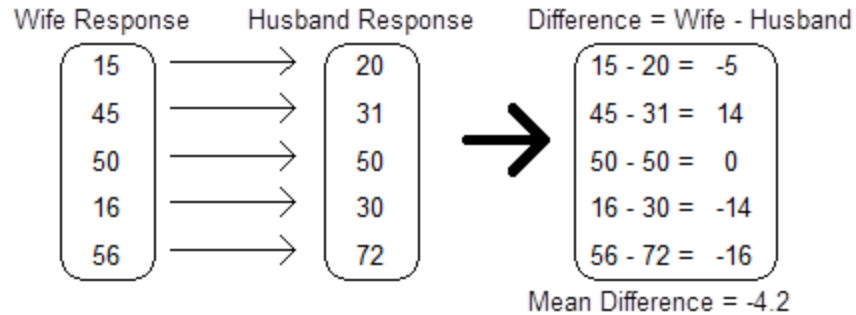 Wife Response Husband Response Difference = Wife - Husband
15 20 15 - 20 = -5
45 31 45 - 31 = 14
50 50 50 - 50 = 0
16 30 16 - 30 = -14
56 72 56 - 72 = -16
Mean Difference = -4.2